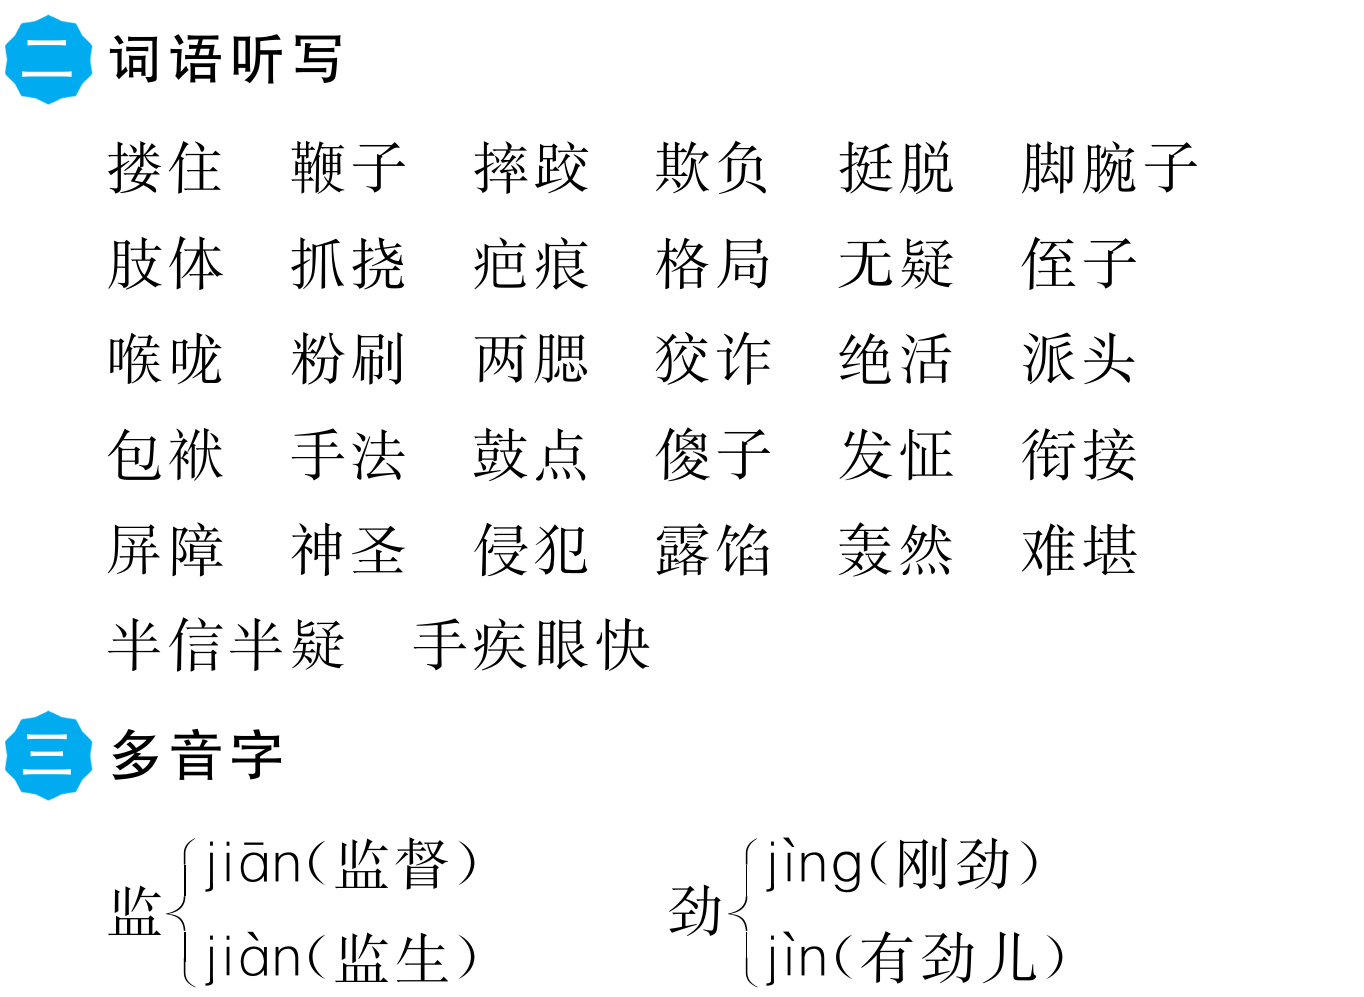 二 词语听写
搂住 鞭子 摔跤 欺负 挺脱 脚腕子
肢体 抓挠 疤痕 格局 无疑 侄子
喉咙 粉刷 两腮 狡诈 绝活 派头
包袱 手法 鼓点 傻子 发怔 衔接
屏障 神圣 侵犯 露馅 轰然 难堪
半信半疑 手疾眼快
三 多音字
监{jiān(监督) jiàn(监生)
劲{jìng(刚劲) jìn(有劲儿)